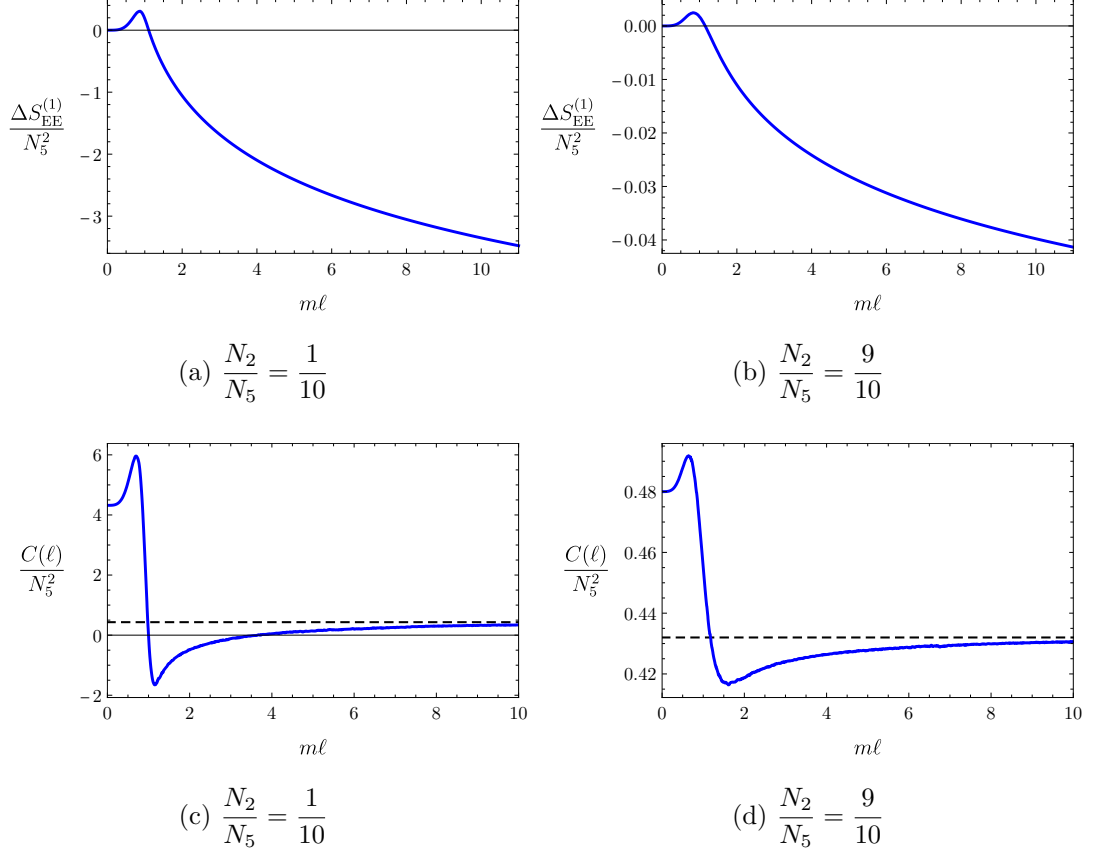 0
−1
−2
−3
ΔS_EE^(1)
N_5^2
0 2 4 6 8 10
mℓ
(a) N_2/N_5 = 1/10
0.00
−0.01
−0.02
−0.03
−0.04
ΔS_EE^(1)
N_5^2
0 2 4 6 8 10
mℓ
(b) N_2/N_5 = 9/10
6
4
2
0
−2
C(ℓ)
N_5^2
0 2 4 6 8 10
mℓ
(c) N_2/N_5 = 1/10
0.48
0.46
0.44
0.42
C(ℓ)
N_5^2
0 2 4 6 8 10
mℓ
(d) N_2/N_5 = 9/10